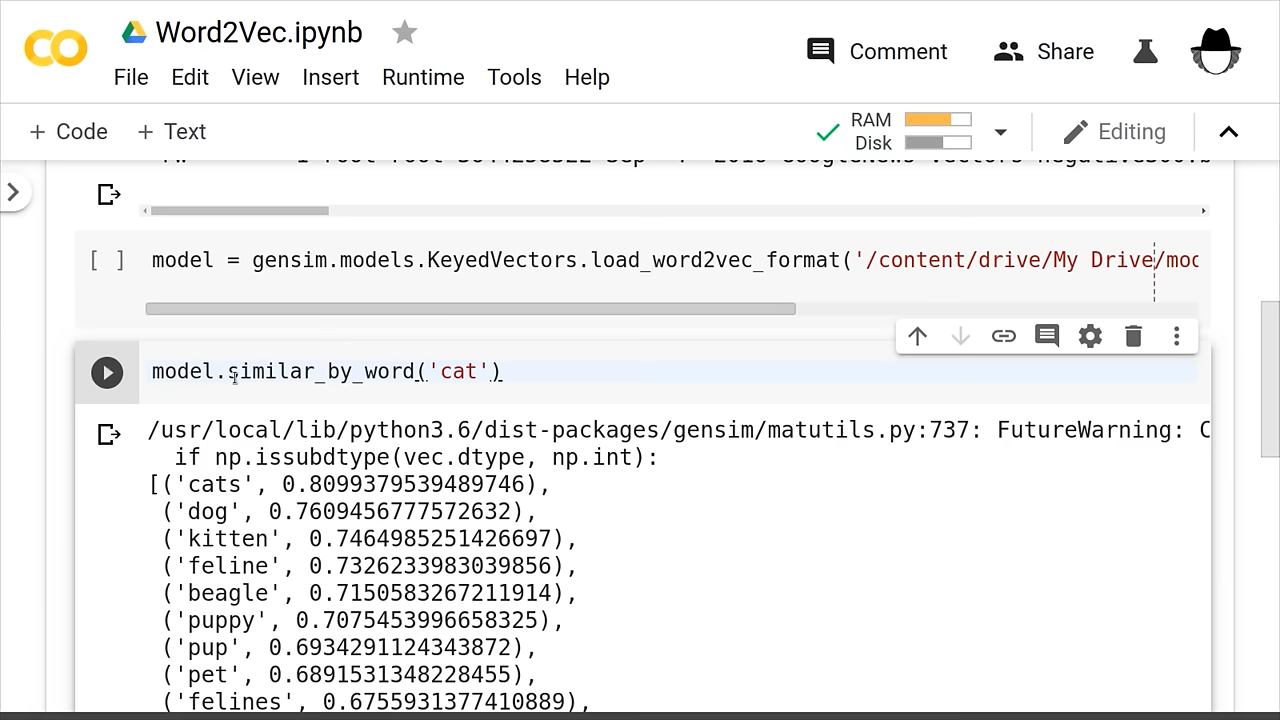 Word2Vec.ipynb
File Edit View Insert Runtime Tools Help
Comment Share
+ Code + Text
RAM
Disk
Editing
[ ] model = gensim.models.KeyedVectors.load_word2vec_format('/content/drive/My Drive/mod
model.similar_by_word('cat')
/usr/local/lib/python3.6/dist-packages/gensim/matutils.py:737: FutureWarning: C
if np.issubdtype(vec.dtype, np.int):
[('cats', 0.8099379539489746),
('dog', 0.7609456777572632),
('kitten', 0.7464985251426697),
('feline', 0.7326233983039856),
('beagle', 0.7150583267211914),
('puppy', 0.7075453996658325),
('pup', 0.6934291124343872),
('pet', 0.6891531348228455),
('felines', 0.6755931377410889),